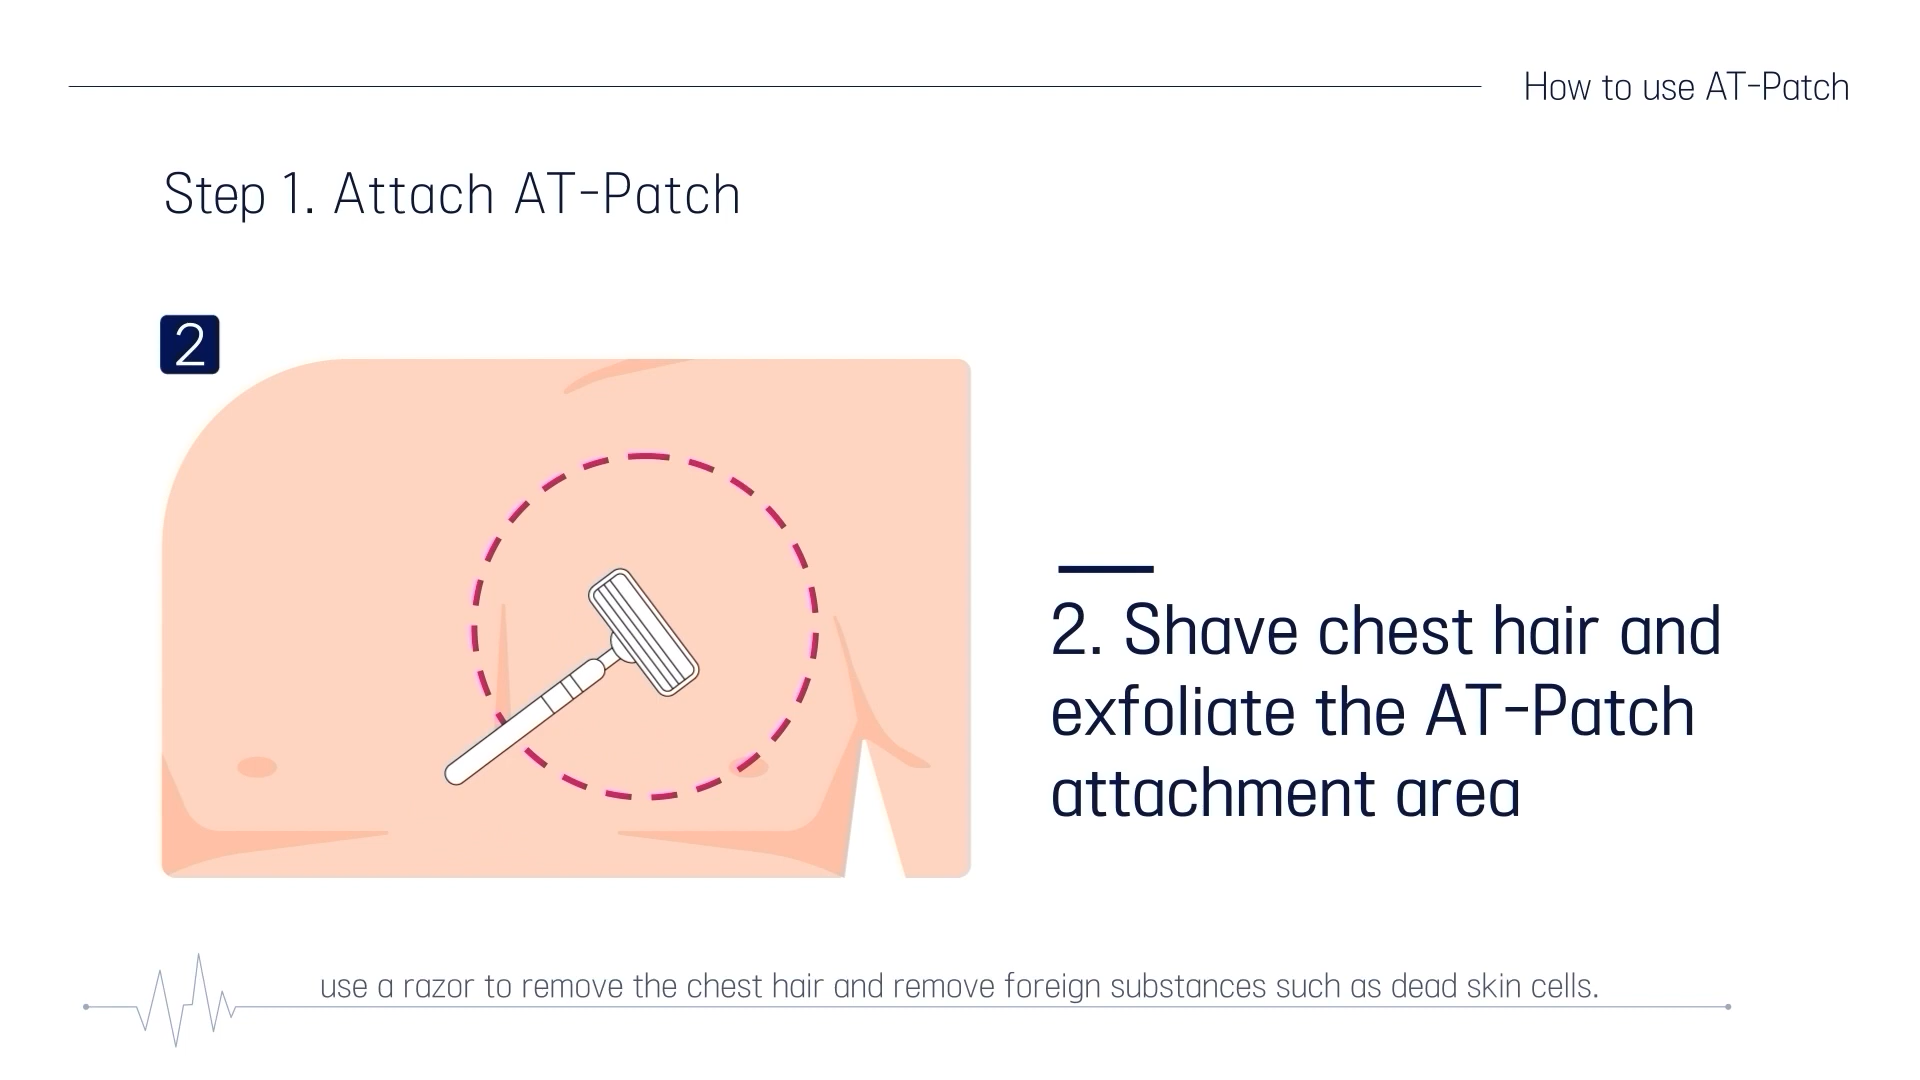 How to use AT-Patch
Step 1. Attach AT-Patch
2
2. Shave chest hair and
exfoliate the AT-Patch
attachment area
use a razor to remove the chest hair and remove foreign substances such as dead skin cells.